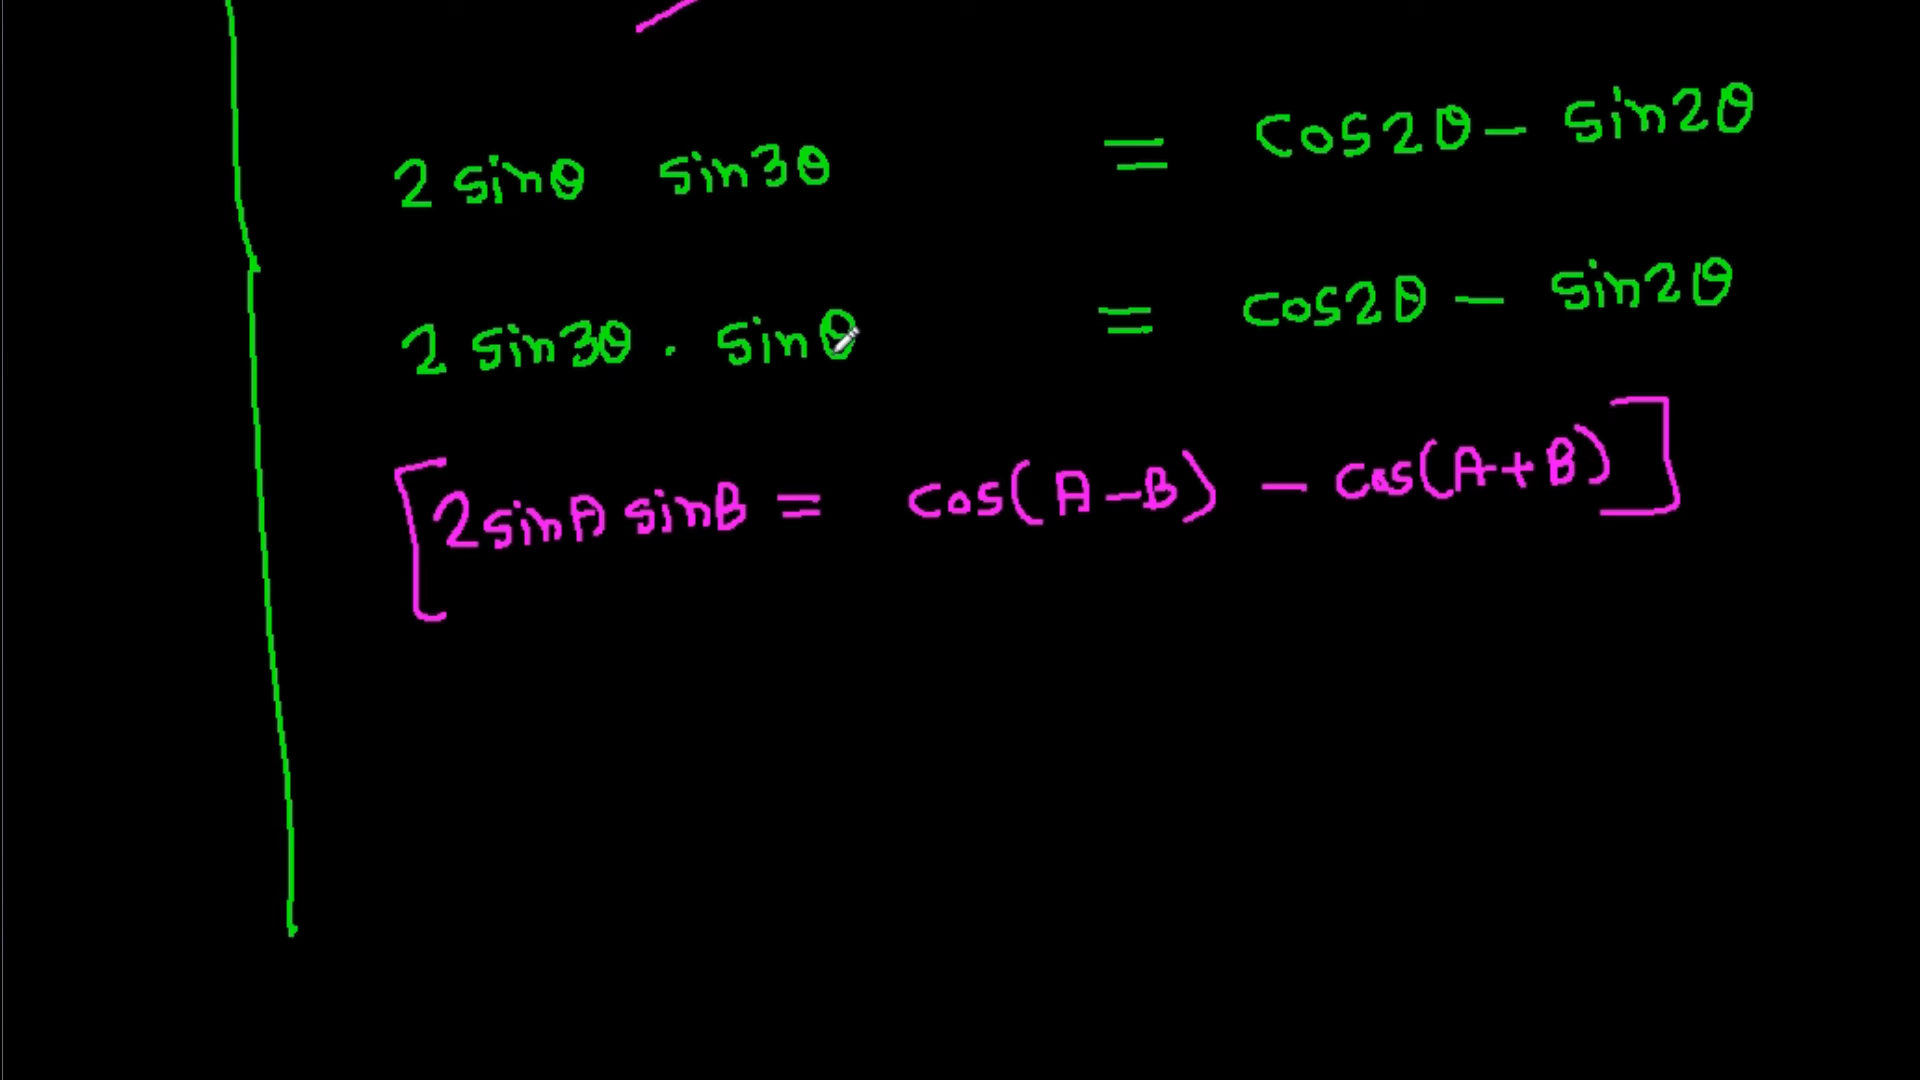 2 sinθ sin3θ = cos2θ - sin2θ
2 sin3θ . sinθ = cos2θ - sin2θ
[2sinA sinB = cos(A-B) - cos(A+B)]